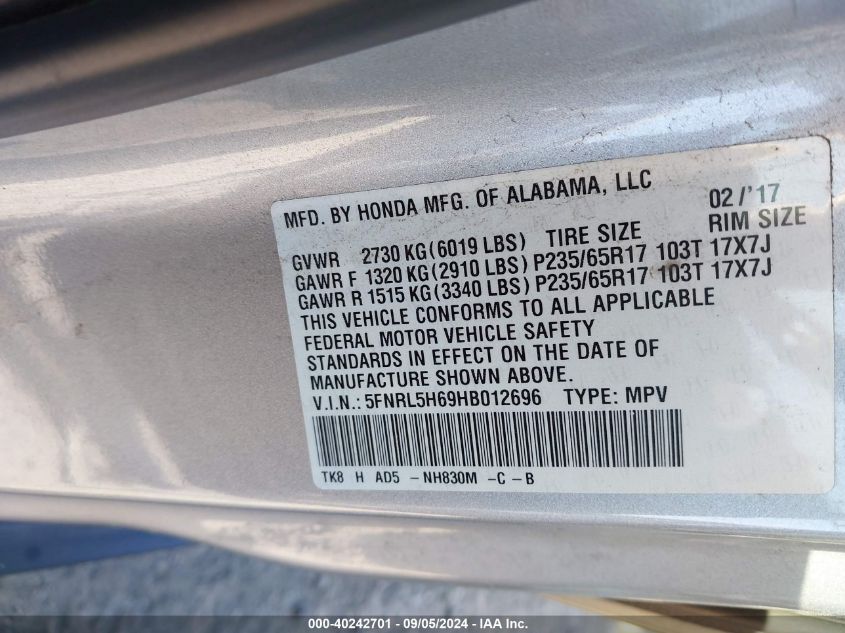 MFD. BY HONDA MFG. OF ALABAMA, LLC 02/'17
GVWR 2730 KG(6019 LBS) TIRE SIZE RIM SIZE
GAWR F 1320 KG(2910 LBS) P235/65R17 103T 17X7J
GAWR R 1515 KG(3340 LBS) P235/65R17 103T 17X7J
THIS VEHICLE CONFORMS TO ALL APPLICABLE
FEDERAL MOTOR VEHICLE SAFETY
STANDARDS IN EFFECT ON THE DATE OF
MANUFACTURE SHOWN ABOVE.
V.I.N.: 5FNRL5H69HB012696 TYPE: MPV
TK8 H AD5 -NH830M -C -B
000-40242701 - 09/05/2024 - IAA Inc.